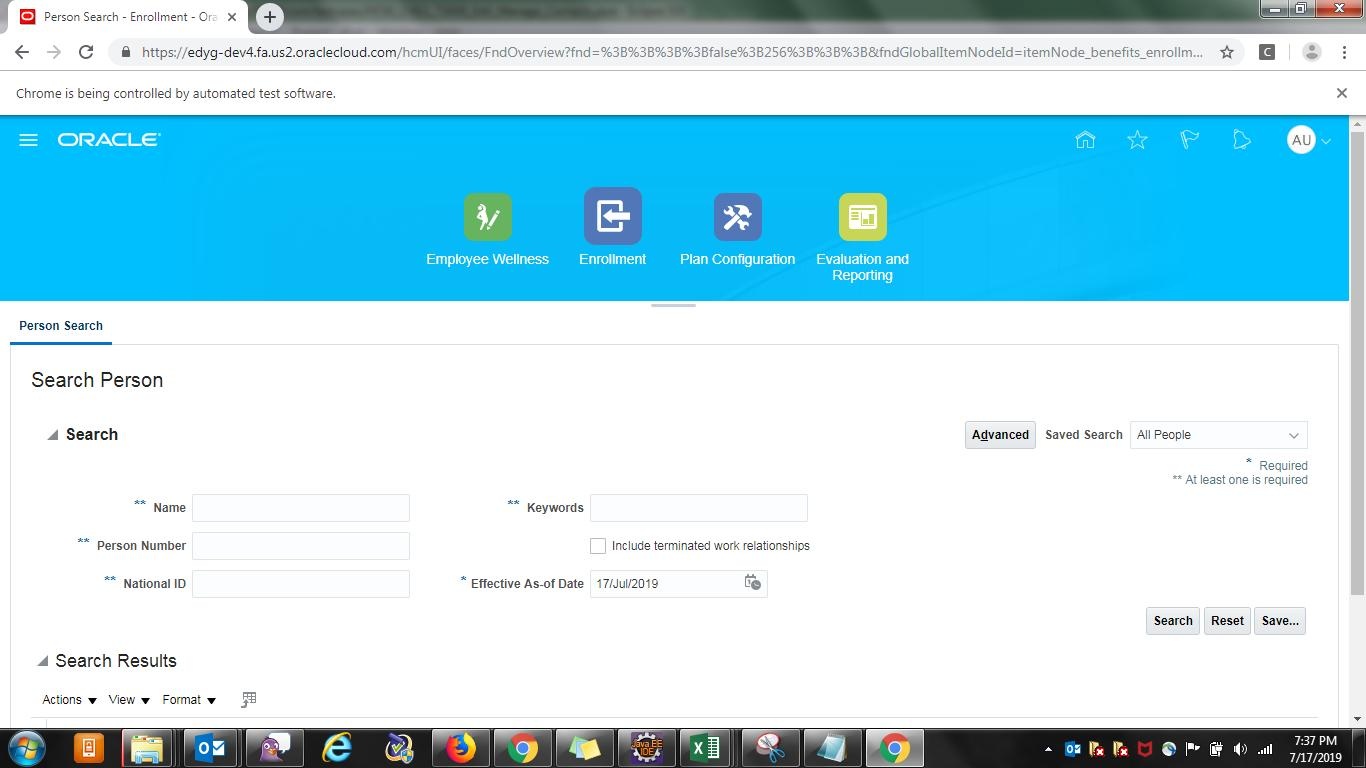 Person Search - Enrollment - Ora
https://edyg-dev4.fa.us2.oraclecloud.com/hcmUI/faces/FndOverview?fnd=%3B%3B%3B%3Bfalse%3B256%3B%3B%3B&fndGlobalItemNodeId=itemNode_benefits_enrollm...
C
Chrome is being controlled by automated test software.
ORACLE
AU
Employee Wellness
Enrollment
Plan Configuration
Evaluation and
Reporting
Person Search
Search Person
Search
Advanced
Saved Search
All People
* Required
** At least one is required
** Name
** Keywords
** Person Number
Include terminated work relationships
** National ID
* Effective As-of Date
17/Jul/2019
Search
Reset
Save...
Search Results
Actions
View
Format
Java EE
IDE
7:37 PM
7/17/2019